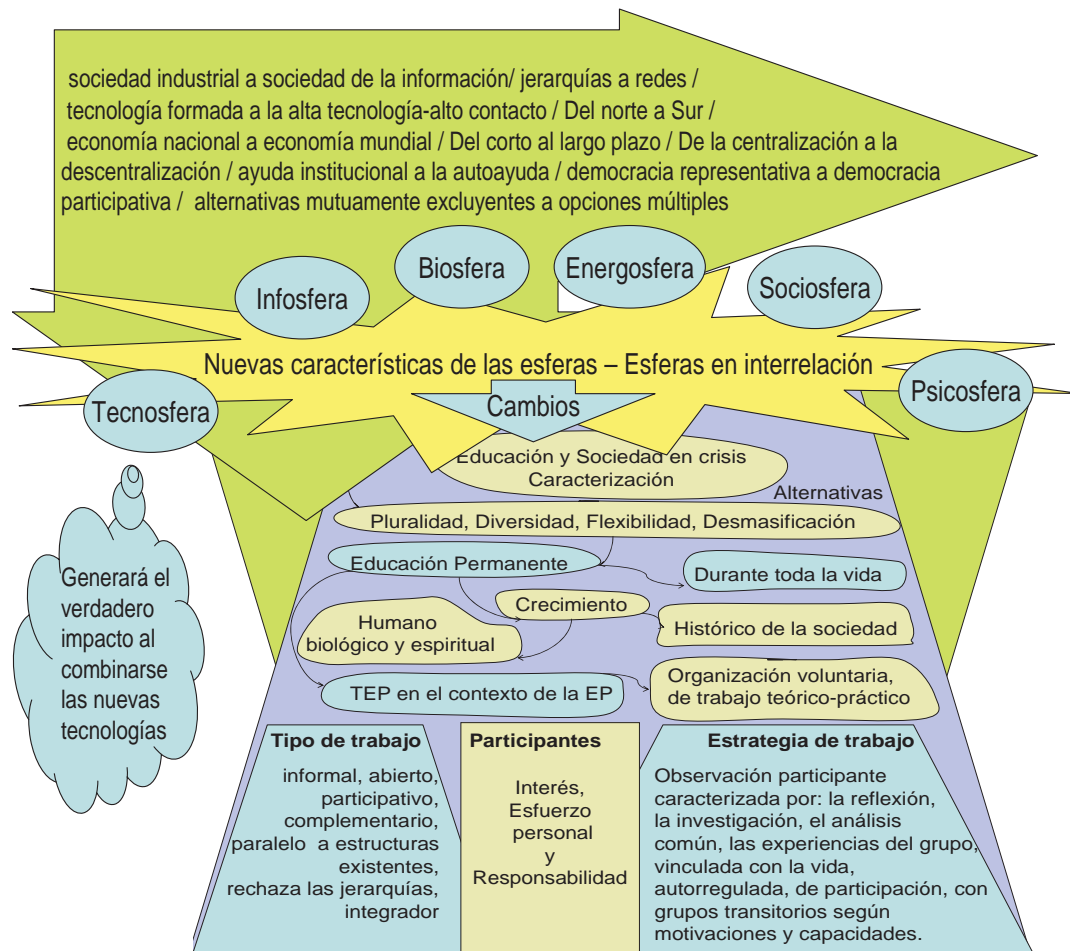 sociedad industrial a sociedad de la información/ jerarquías a redes /
tecnología formada a la alta tecnología-alto contacto / Del norte a Sur /
economía nacional a economía mundial / Del corto al largo plazo / De la centralización a la
descentralización / ayuda institucional a la autoayuda / democracia representativa a democracia
participativa / alternativas mutuamente excluyentes a opciones múltiples
Infosfera
Biosfera
Energosfera
Sociosfera
Nuevas características de las esferas – Esferas en interrelación
Tecnosfera
Cambios
Psicosfera
Educación y Sociedad en crisis
Caracterización
Alternativas
Pluralidad, Diversidad, Flexibilidad, Desmasificación
Educación Permanente
Durante toda la vida
Crecimiento
Humano
biológico y espiritual
Histórico de la sociedad
TEP en el contexto de la EP
Organización voluntaria,
de trabajo teórico-práctico
Generará el
verdadero
impacto al
combinarse
las nuevas
tecnologías
Tipo de trabajo
informal, abierto,
participativo,
complementario,
paralelo a estructuras
existentes,
rechaza las jerarquías,
integrador
Participantes
Interés,
Esfuerzo
personal
y
Responsabilidad
Estrategia de trabajo
Observación participante
caracterizada por: la reflexión,
la investigación, el análisis
común, las experiencias del grupo,
vinculada con la vida,
autorregulada, de participación, con
grupos transitorios según
motivaciones y capacidades.